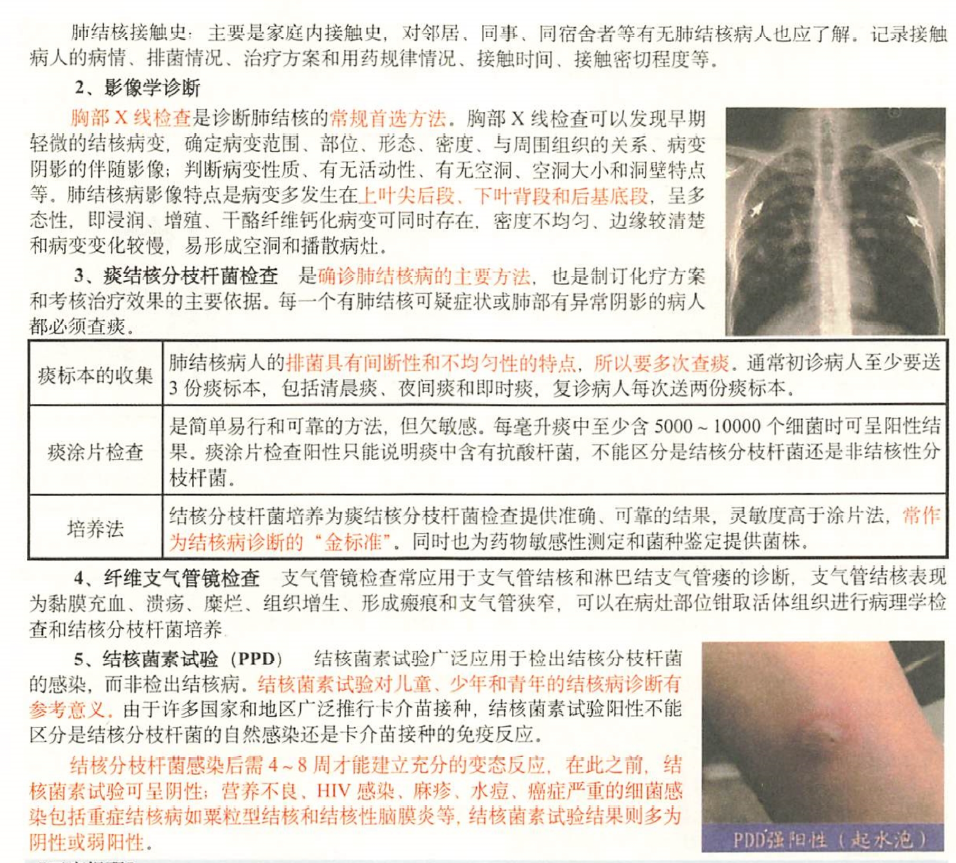 肺结核接触史：主要是家庭内接触史，对邻居、同事、同宿舍者等有无肺结核病人也应了解。记录接触
病人的病情、排菌情况、治疗方案和用药规律情况、接触时间、接触密切程度等。
2、影像学诊断
胸部 X 线检查是诊断肺结核的常规首选方法。胸部 X 线检查可以发现早期
轻微的结核病变，确定病变范围、部位、形态、密度、与周围组织的关系、病变
阴影的伴随影像；判断病变性质、有无活动性、有无空洞、空洞大小和洞壁特点
等。肺结核病影像特点是病变多发生在上叶尖后段、下叶背段和后基底段，呈多
态性，即浸润、增殖、干酪纤维钙化病变可同时存在，密度不均匀、边缘较清楚
和病变变化较慢，易形成空洞和播散病灶。
3、痰结核分枝杆菌检查 是确诊肺结核病的主要方法，也是制订化疗方案
和考核治疗效果的主要依据。每一个有肺结核可疑症状或肺部有异常阴影的病人
都必须查痰。
痰标本的收集
肺结核病人的排菌具有间断性和不均匀性的特点，所以要多次查痰。通常初诊病人至少要送
3 份痰标本，包括清晨痰、夜间痰和即时痰，复诊病人每次送两份痰标本。
痰涂片检查
是简单易行和可靠的方法，但欠敏感。每毫升痰中至少含 5000～10000 个细菌时可呈阳性结
果。痰涂片检查阳性只能说明痰中含有抗酸杆菌，不能区分是结核分枝杆菌还是非结核性分
枝杆菌。
培养法
结核分枝杆菌培养为痰结核分枝杆菌检查提供准确、可靠的结果，灵敏度高于涂片法，常作
为结核病诊断的“金标准”。同时也为药物敏感性测定和菌种鉴定提供菌株。
4、纤维支气管镜检查 支气管镜检查常应用于支气管结核和淋巴结支气管瘘的诊断，支气管结核表现
为黏膜充血、溃疡、糜烂、组织增生、形成瘢痕和支气管狭窄，可以在病灶部位钳取活体组织进行病理学检
查和结核分枝杆菌培养
5、结核菌素试验（PPD） 结核菌素试验广泛应用于检出结核分枝杆菌
的感染，而非检出结核病。结核菌素试验对儿童、少年和青年的结核病诊断有
参考意义。由于许多国家和地区广泛推行卡介苗接种，结核菌素试验阳性不能
区分是结核分枝杆菌的自然感染还是卡介苗接种的免疫反应。
结核分枝杆菌感染后需 4～8 周才能建立充分的变态反应，在此之前，结
核菌素试验可呈阴性；营养不良、HIV 感染、麻疹、水痘、癌症严重的细菌感
染包括重症结核病如粟粒型结核和结核性脑膜炎等，结核菌素试验结果则多为
阴性或弱阳性。
PDD强阳性（起水泡）